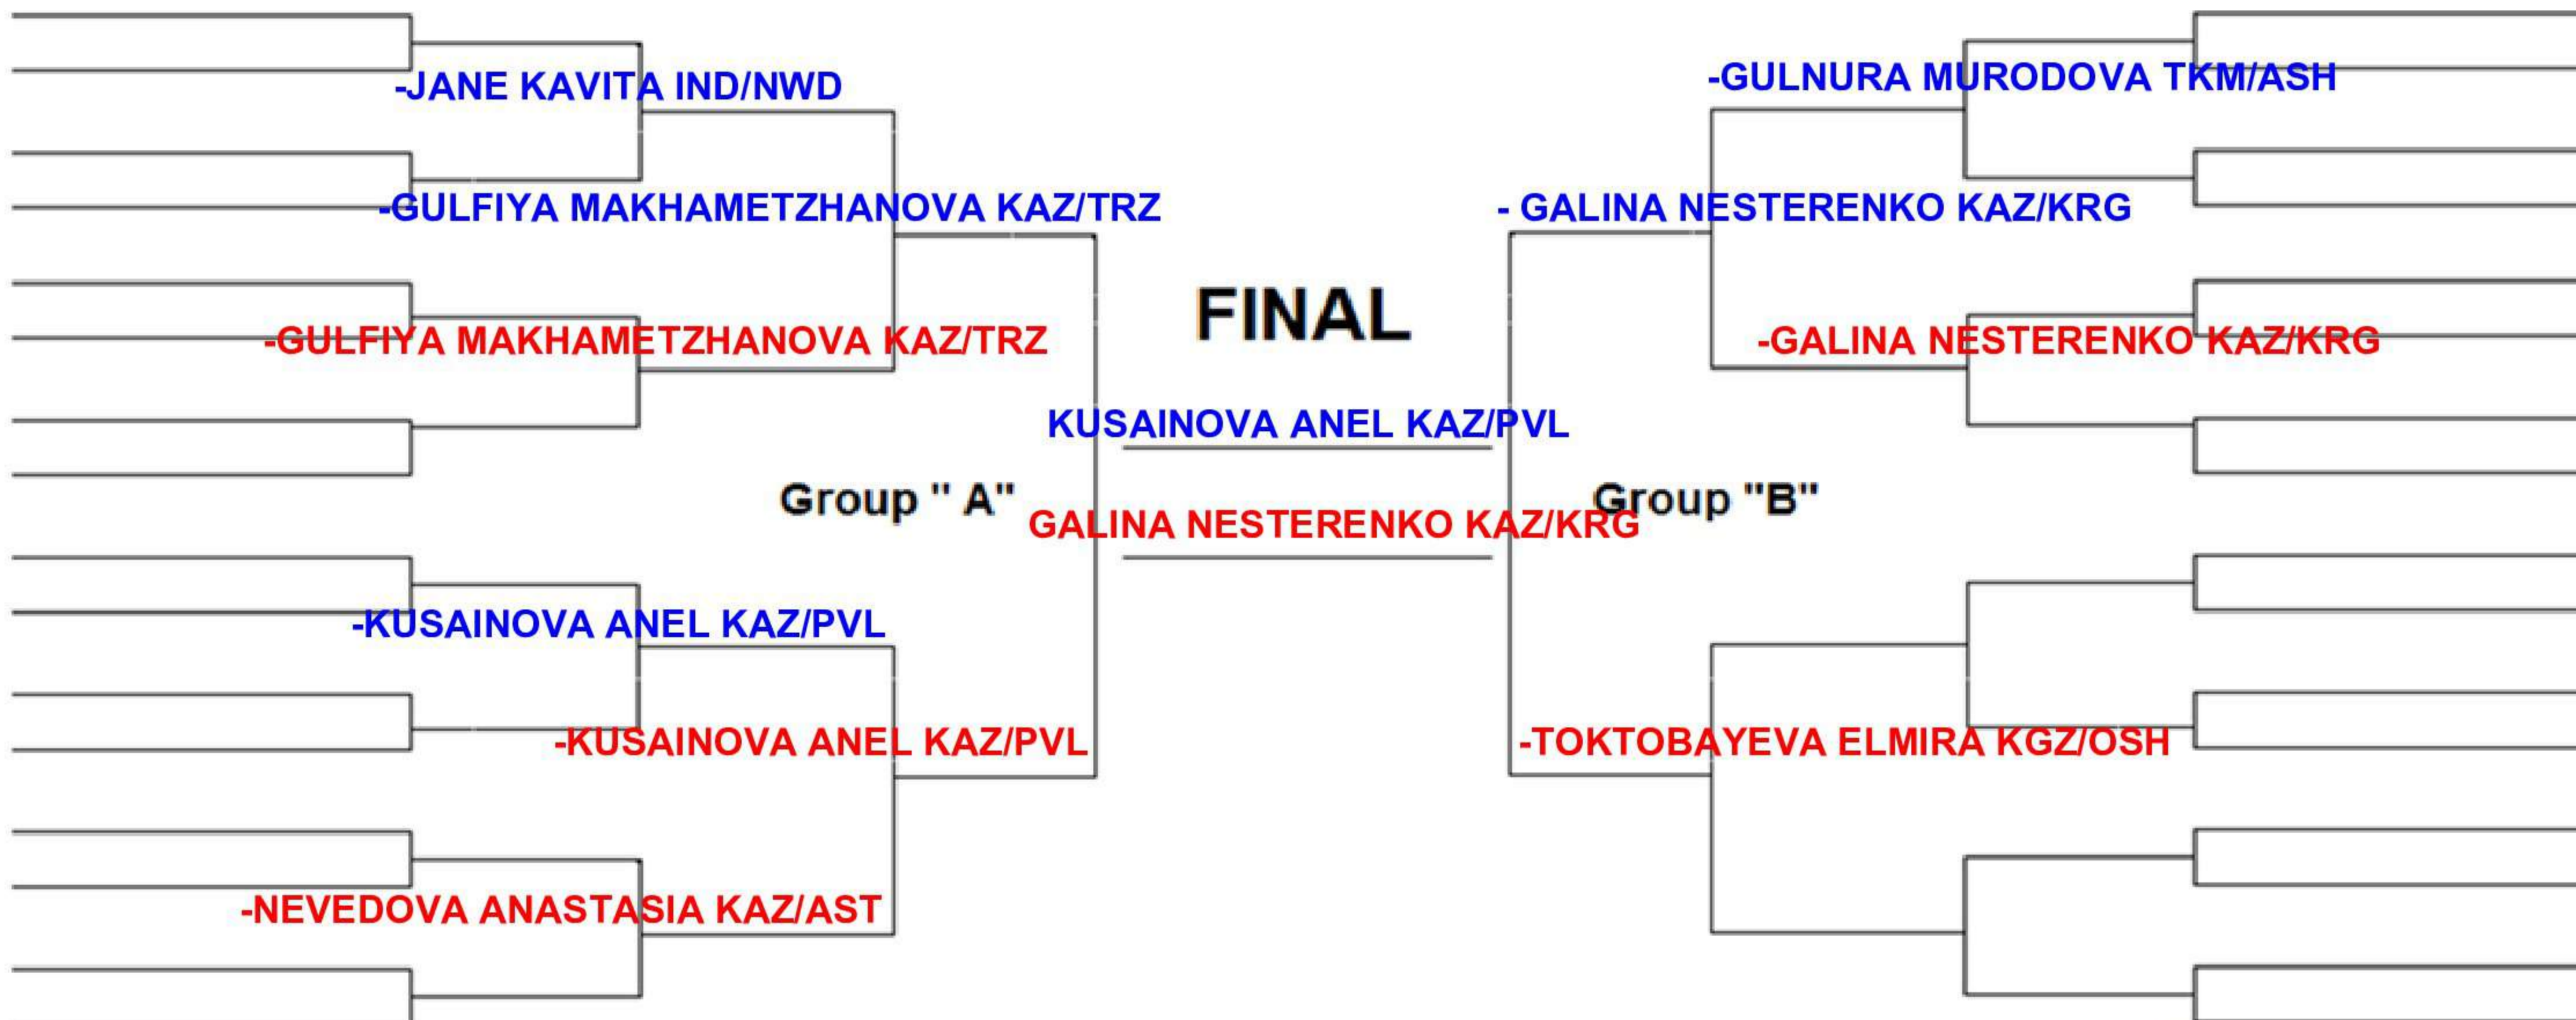 -JANE KAVITA IND/NWD
-GULFIYA MAKHAMETZHANOVA KAZ/TRZ
-GULFIYA MAKHAMETZHANOVA KAZ/TRZ
Group " A"
-KUSAINOVA ANEL KAZ/PVL
-KUSAINOVA ANEL KAZ/PVL
-NEVEDOVA ANASTASIA KAZ/AST
FINAL
KUSAINOVA ANEL KAZ/PVL
GALINA NESTERENKO KAZ/KRG
-GULNURA MURODOVA TKM/ASH
- GALINA NESTERENKO KAZ/KRG
-GALINA NESTERENKO KAZ/KRG
Group "B"
-TOKTOBAYEVA ELMIRA KGZ/OSH